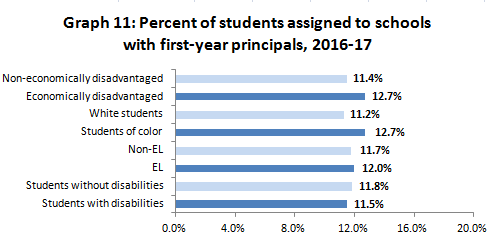 Graph 11: Percent of students assigned to schools
with first-year principals, 2016-17
Non-economically disadvantaged 11.4%
Economically disadvantaged 12.7%
White students 11.2%
Students of color 12.7%
Non-EL 11.7%
EL 12.0%
Students without disabilities 11.8%
Students with disabilities 11.5%
0.0% 4.0% 8.0% 12.0% 16.0% 20.0%